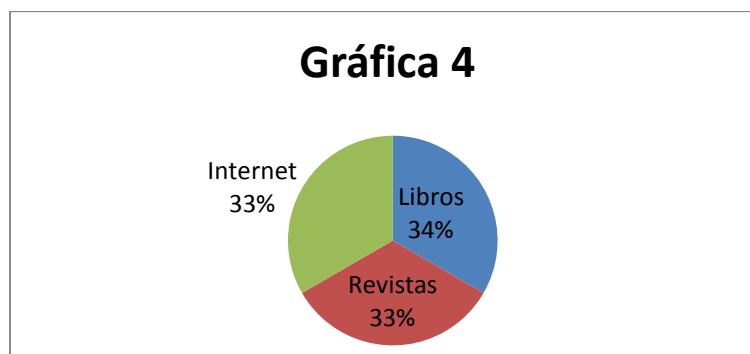 Gráfica 4
Internet
33%
Libros
34%
Revistas
33%